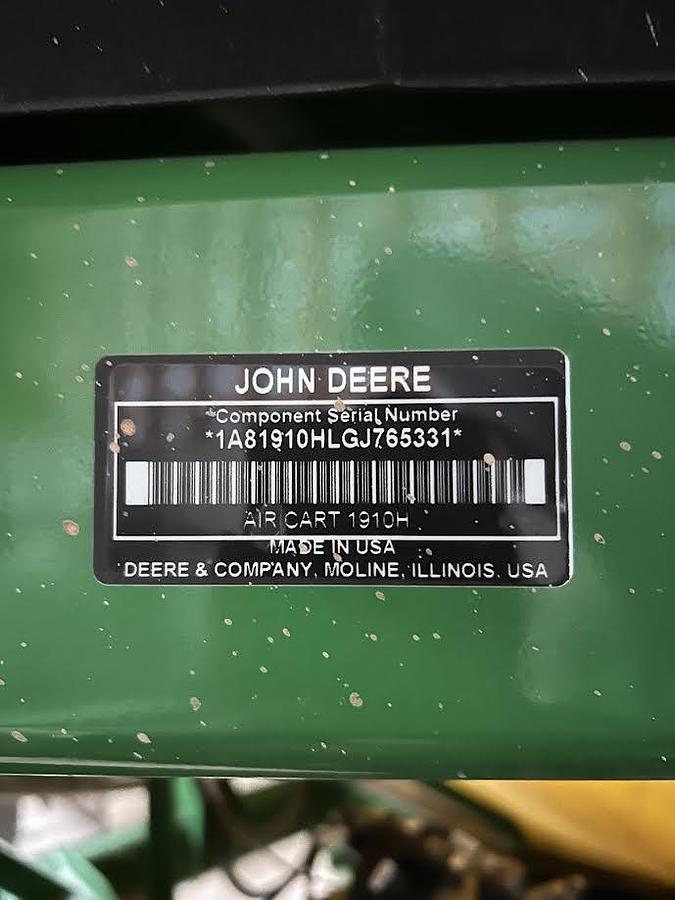 JOHN DEERE
*Component Serial Number
*1A81910HLGJ765331*
AIR CART 1910H
MADE IN USA
DEERE & COMPANY, MOLINE, ILLINOIS. USA